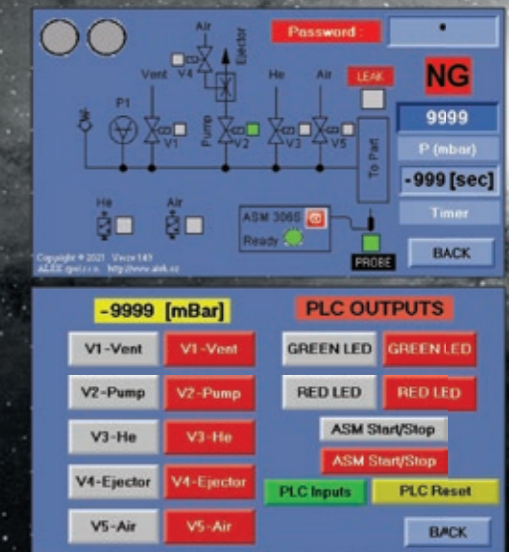 Password :
*
Air
Ejector
V4
Vent
He
Air
LEAK
NG
P1
Pump
V1
V2
V3
V5
To Part
9999
P (mbar)
-999 [sec]
Timer
He
Air
ASM 306S
Ready
PROBE
BACK
Copyright © 2021
-9999 [mBar]
PLC OUTPUTS
V1-Vent V1-Vent
GREEN LED GREEN LED
V2-Pump V2-Pump
RED LED RED LED
V3-He V3-He
ASM Start/Stop
ASM Start/Stop
V4-Ejector V4-Ejector
PLC Inputs PLC Reset
V5-Air V5-Air
BACK